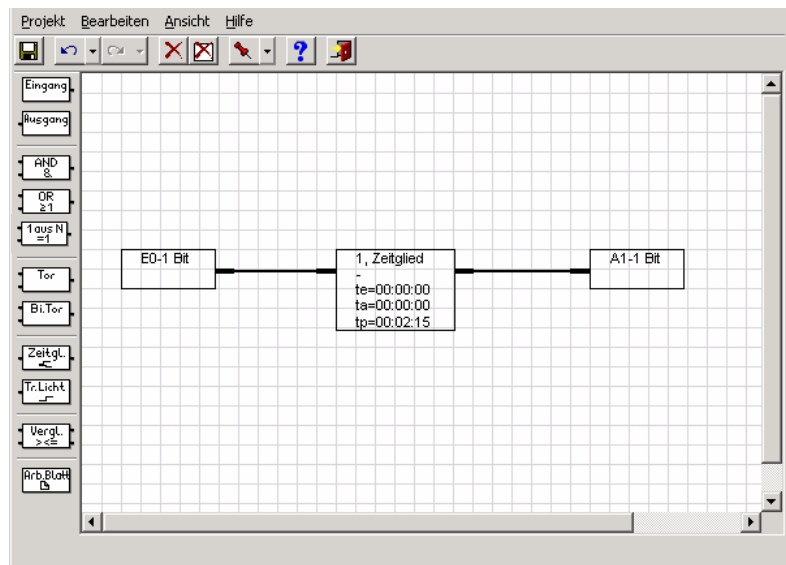 Projekt Bearbeiten Ansicht Hilfe
?
Eingang
Ausgang
AND
&
OR
≥1
1 aus N
=1
Tor
Bi.Tor
Zeitgl.
Tr.Licht
Vergl.
><=
Arb.Blatt
E0-1 Bit
1, Zeitglied
-
te=00:00:00
ta=00:00:00
tp=00:02:15
A1-1 Bit